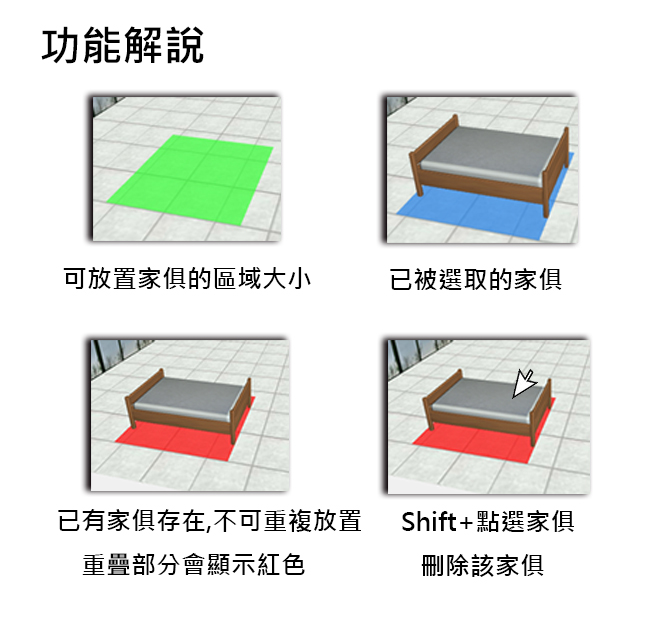 功能解說
可放置家俱的區域大小
已被選取的家俱
已有家俱存在,不可重複放置
重疊部分會顯示紅色
Shift+點選家俱
刪除該家俱